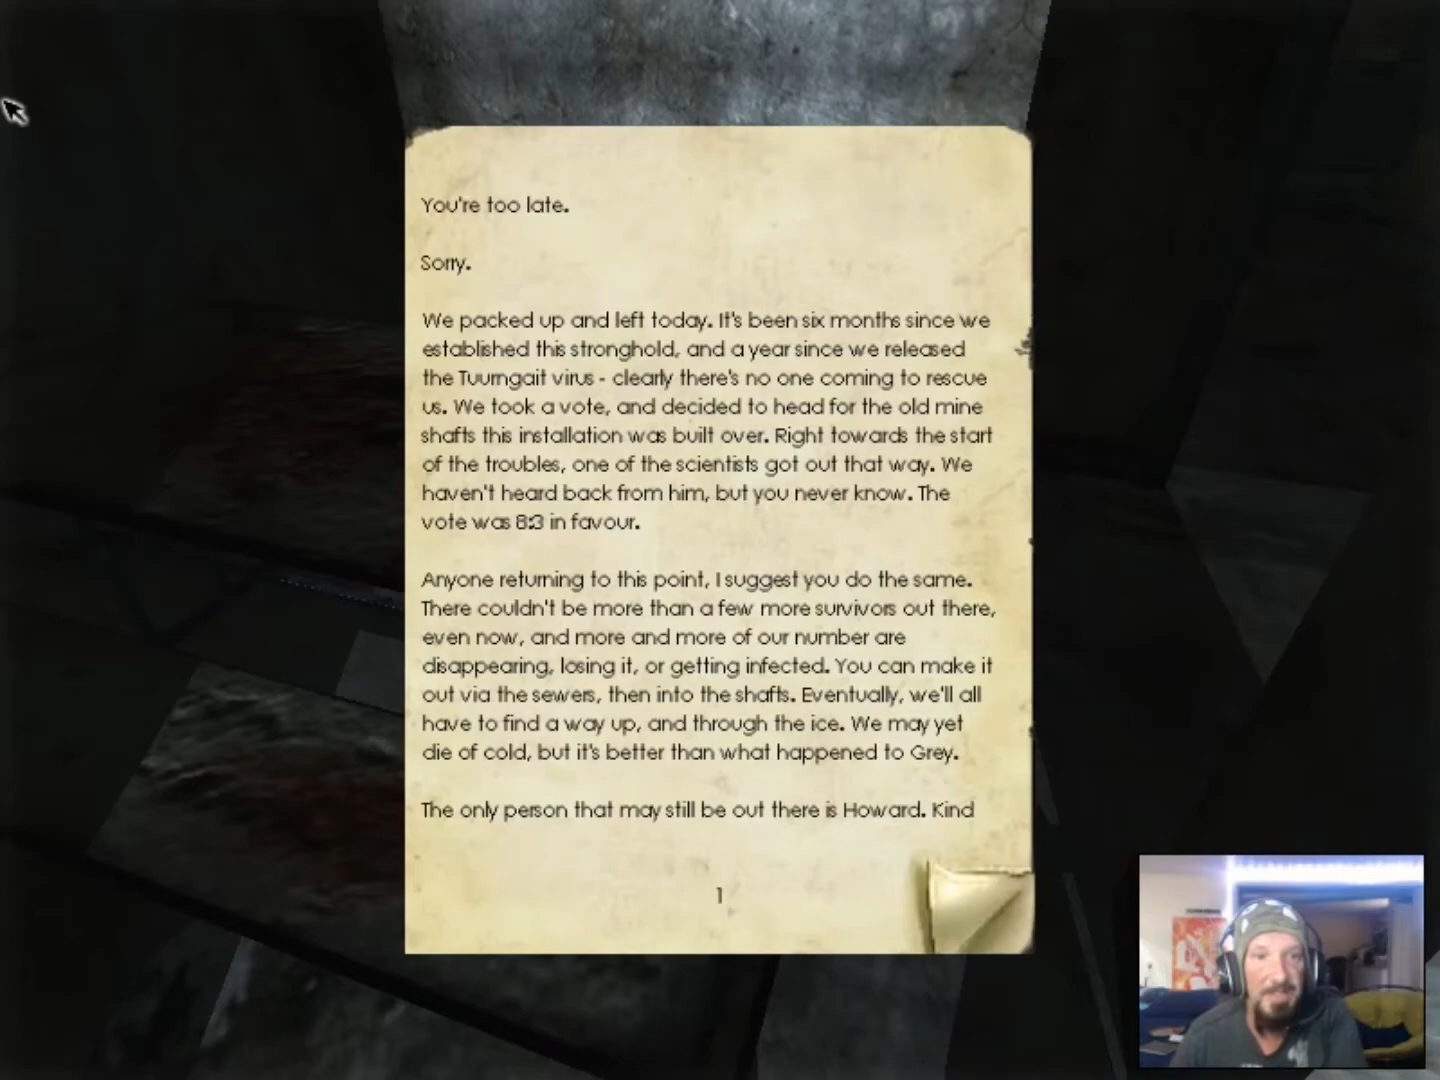 You're too late.
Sorry.
We packed up and left today. It's been six months since we
established this stronghold, and a year since we released
the Tuurngait virus - clearly there's no one coming to rescue
us. We took a vote, and decided to head for the old mine
shafts this installation was built over. Right towards the start
of the troubles, one of the scientists got out that way. We
haven't heard back from him, but you never know. The
vote was 8:3 in favour.
Anyone returning to this point, I suggest you do the same.
There couldn't be more than a few more survivors out there,
even now, and more and more of our number are
disappearing, losing it, or getting infected. You can make it
out via the sewers, then into the shafts. Eventually, we'll all
have to find a way up, and through the ice. We may yet
die of cold, but it's better than what happened to Grey.
The only person that may still be out there is Howard. Kind
1